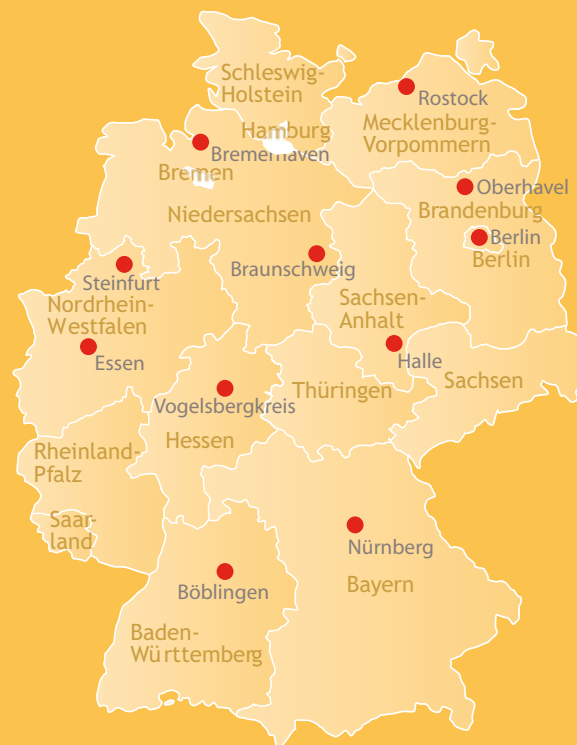 Schleswig-
Holstein
Rostock
Hamburg
Mecklenburg-
Vorpommern
Bremerhaven
Bremen
Oberhavel
Niedersachsen
Brandenburg
Berlin
Berlin
Braunschweig
Steinfurt
Sachsen-
Anhalt
Nordrhein-
Westfalen
Essen
Halle
Thüringen
Sachsen
Vogelsbergkreis
Hessen
Rheinland-
Pfalz
Saar-
land
Nürnberg
Bayern
Böblingen
Baden-
Württemberg